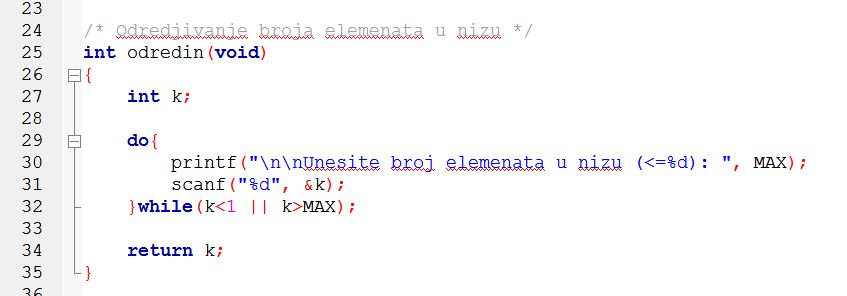 23
24 /* Odredjivanje broja elemenata u nizu */
25 int odredin(void)
26 {
27 int k;
28
29 do{
30 printf("\n\nUnesite broj elemenata u nizu (<=%d): ", MAX);
31 scanf("%d", &k);
32 }while(k<1 || k>MAX);
33
34 return k;
35 }
36